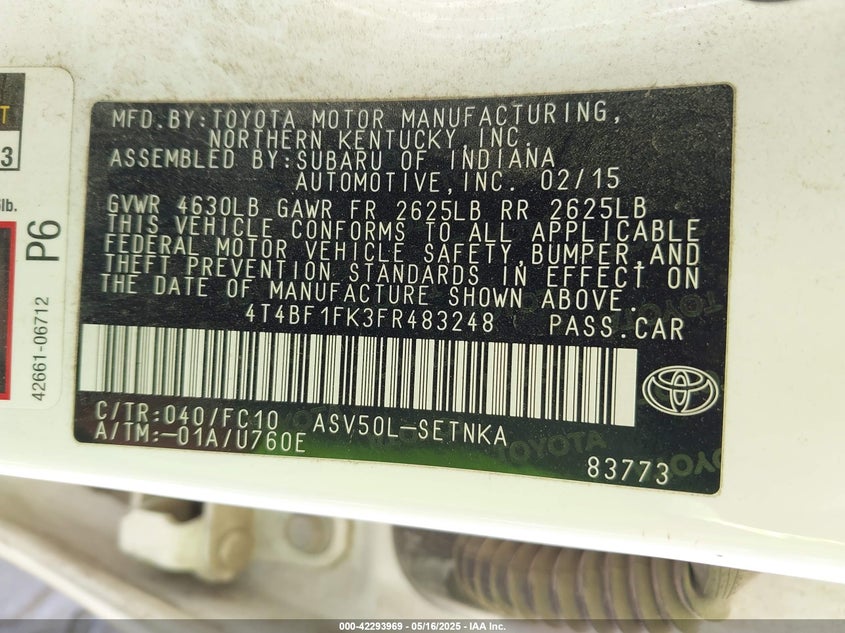 T
3
lb.
P6
42661-06712
MFD.BY:TOYOTA MOTOR MANUFACTURING,
NORTHERN KENTUCKY,INC.
ASSEMBLED BY:SUBARU OF INDIANA
AUTOMOTIVE,INC. 02/15
GVWR 4630LB GAWR FR 2625LB RR 2625LB
THIS VEHICLE CONFORMS TO ALL APPLICABLE
FEDERAL MOTOR VEHICLE SAFETY,BUMPER,AND
THEFT PREVENTION STANDARDS IN EFFECT ON
THE DATE OF MANUFACTURE SHOWN ABOVE.
4T4BF1FK3FR483248 PASS.CAR
C/TR:040/FC10 ASV50L-SETNKA
A/TM:-01A/U760E
83773
TOYOTA
000-42293969 - 05/16/2025 - IAA Inc.